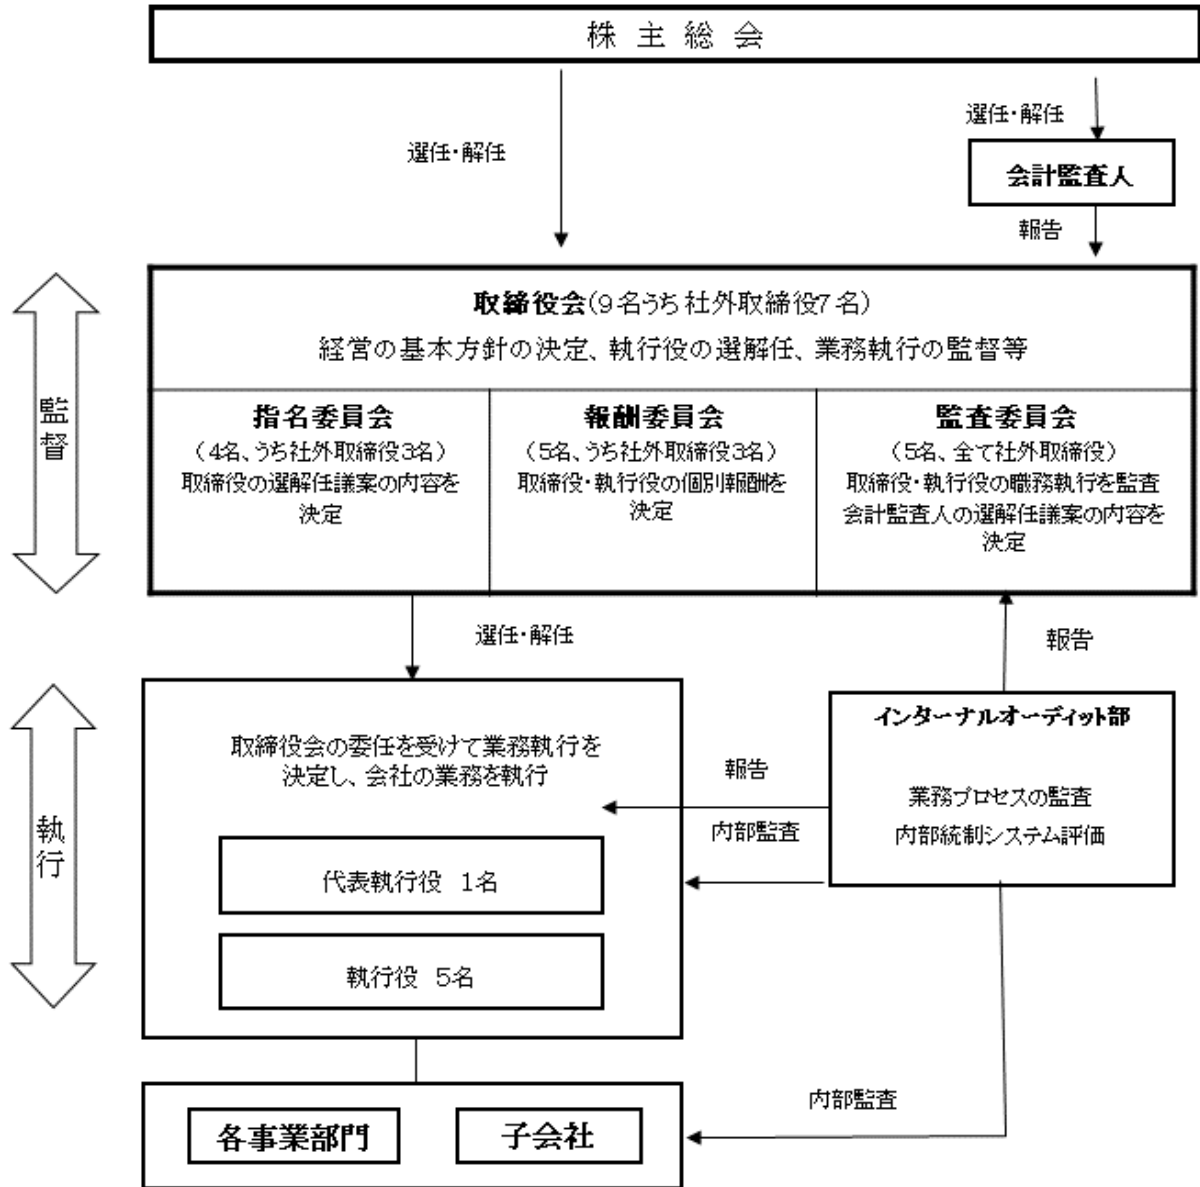 株主総会
選任・解任
選任・解任
会計監査人
報告
監督
取締役会(9名うち社外取締役7名)
経営の基本方針の決定、執行役の選解任、業務執行の監督等
指名委員会
(4名、うち社外取締役3名)
取締役の選解任議案の内容を
決定
報酬委員会
(5名、うち社外取締役3名)
取締役・執行役の個別報酬を
決定
監査委員会
(5名、全て社外取締役)
取締役・執行役の職務執行を監査
会計監査人の選解任議案の内容を
決定
選任・解任
報告
執行
取締役会の委任を受けて業務執行を
決定し、会社の業務を執行
代表執行役 1名
執行役 5名
報告
内部監査
インターナルオーディット部
業務プロセスの監査
内部統制システム評価
各事業部門
子会社
内部監査